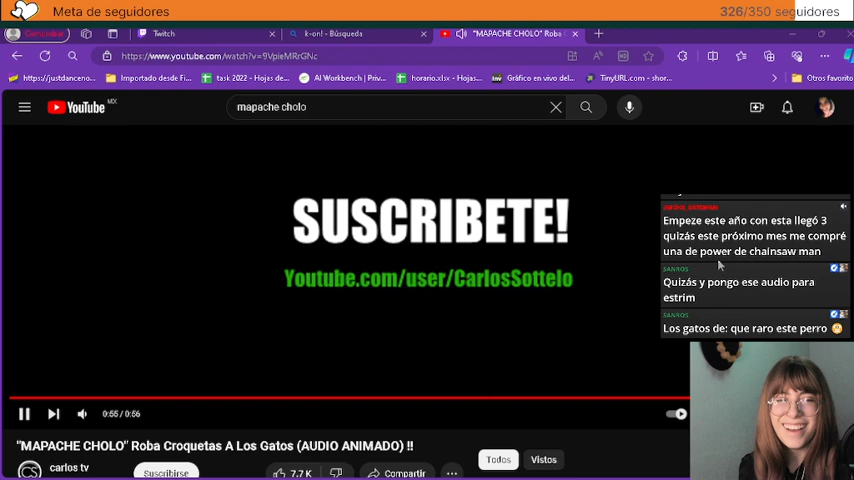 Meta de seguidores
326/350 seguidores
Twitch
k-on! - Búsqueda
"MAPACHE CHOLO" Roba
https://www.youtube.com/watch?v=9VpieMRrGNc
https://justdanceno...
Importado desde Fi...
task 2022 - Hojas de...
AI Workbench | Priv...
horario.xlsx - Hojas...
Gráfico en vivo del...
TinyURL.com - shor...
Otros favorito
YouTube MX
mapache cholo
SUSCRIBETE!
Youtube.com/user/CarlosSottelo
Empeze este año con esta llegó 3
quizás este próximo mes me compré
una de power de chainsaw man
SANROS
Quizás y pongo ese audio para
estrim
SANROS
Los gatos de: que raro este perro
0:55 / 0:56
"MAPACHE CHOLO" Roba Croquetas A Los Gatos (AUDIO ANIMADO) !!
CS
carlos tv
Suscribirse
7.7 K
Compartir
Todos
Vistos